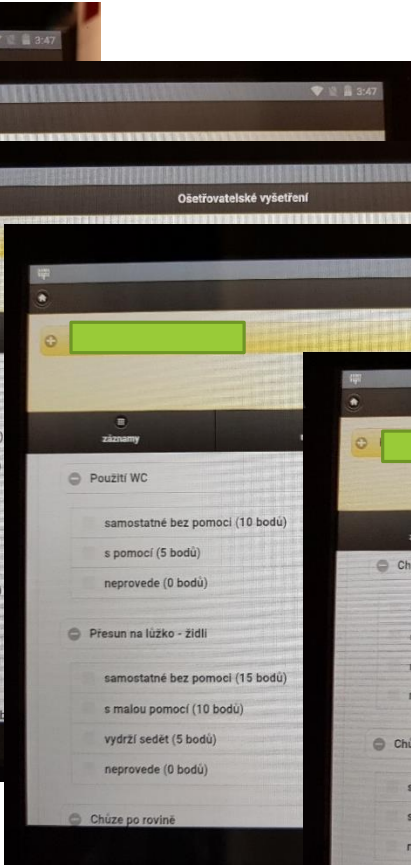 3:47
3:47
Ošetřovatelské vyšetření
záznamy
Použití WC
samostatné bez pomoci (10 bodů)
s pomocí (5 bodů)
neprovede (0 bodů)
Přesun na lůžko - židli
samostatné bez pomoci (15 bodů)
s malou pomocí (10 bodů)
vydrží sedět (5 bodů)
neprovede (0 bodů)
Chůze po rovině